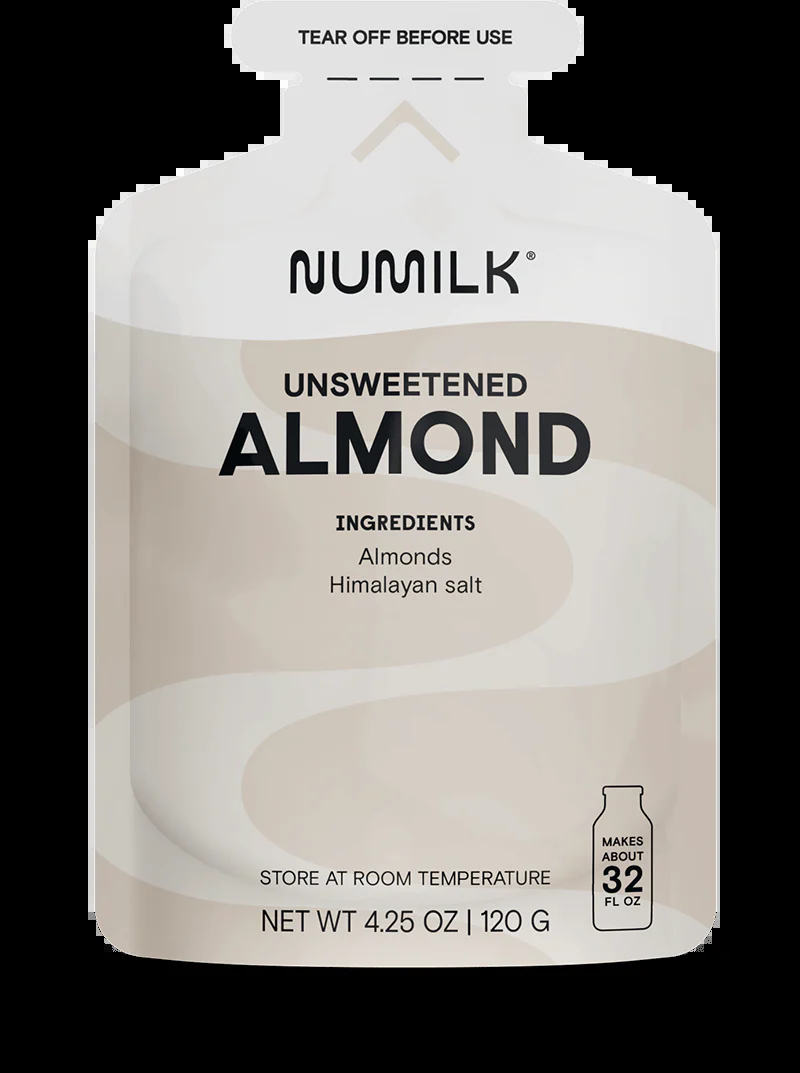 TEAR OFF BEFORE USE
NUMILK®
UNSWEETENED
ALMOND
INGREDIENTS
Almonds
Himalayan salt
MAKES
ABOUT
32
FL OZ
STORE AT ROOM TEMPERATURE
NET WT 4.25 OZ | 120 G